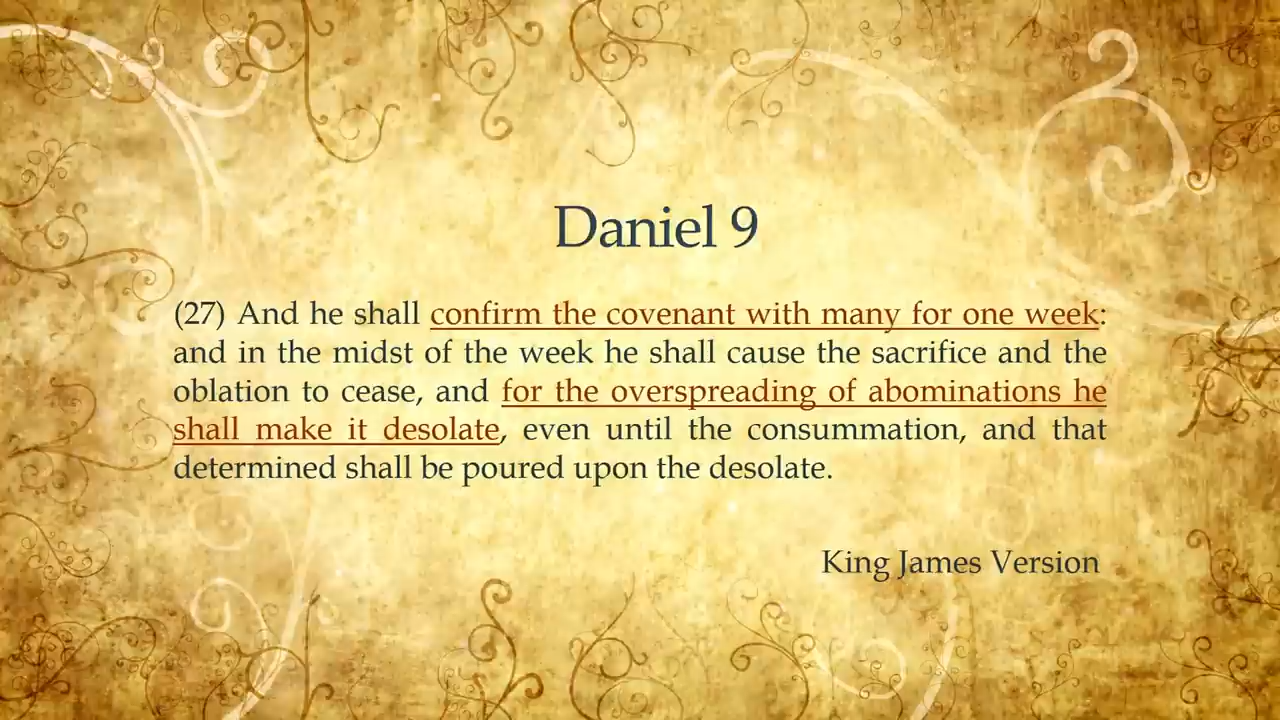 Daniel 9
(27) And he shall confirm the covenant with many for one week:
and in the midst of the week he shall cause the sacrifice and the
oblation to cease, and for the overspreading of abominations he
shall make it desolate, even until the consummation, and that
determined shall be poured upon the desolate.
King James Version